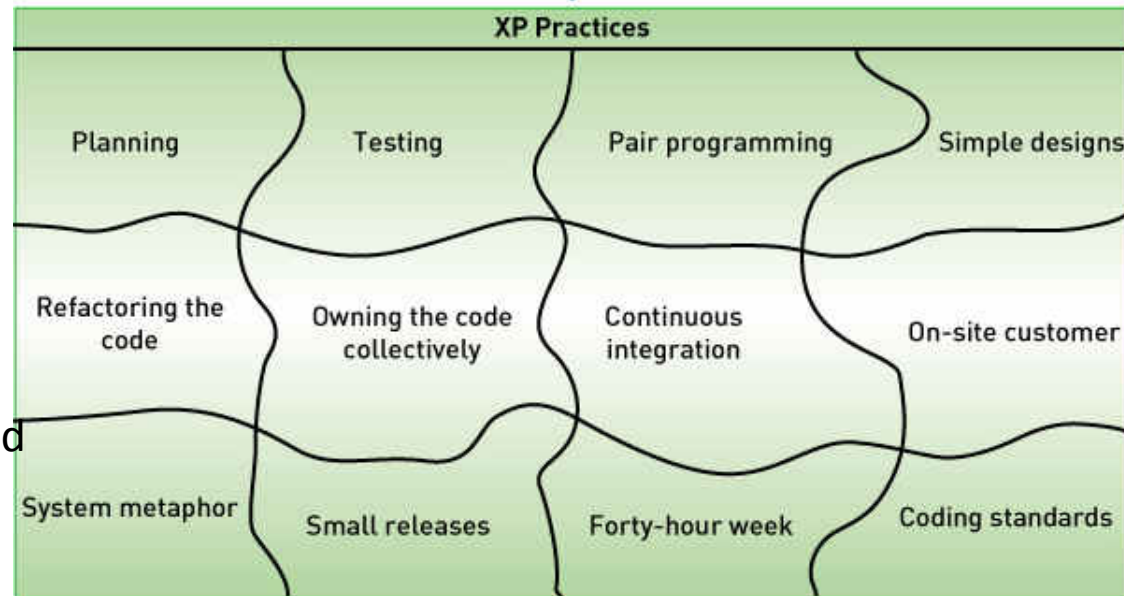 XP Practices
Planning
Testing
Pair programming
Simple designs
Refactoring the
code
Owning the code
collectively
Continuous
integration
On-site customer
d
System metaphor
Small releases
Forty-hour week
Coding standards